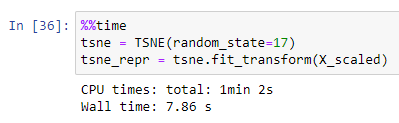 In [36]: %%time
tsne = TSNE(random_state=17)
tsne_repr = tsne.fit_transform(X_scaled)
CPU times: total: 1min 2s
Wall time: 7.86 s